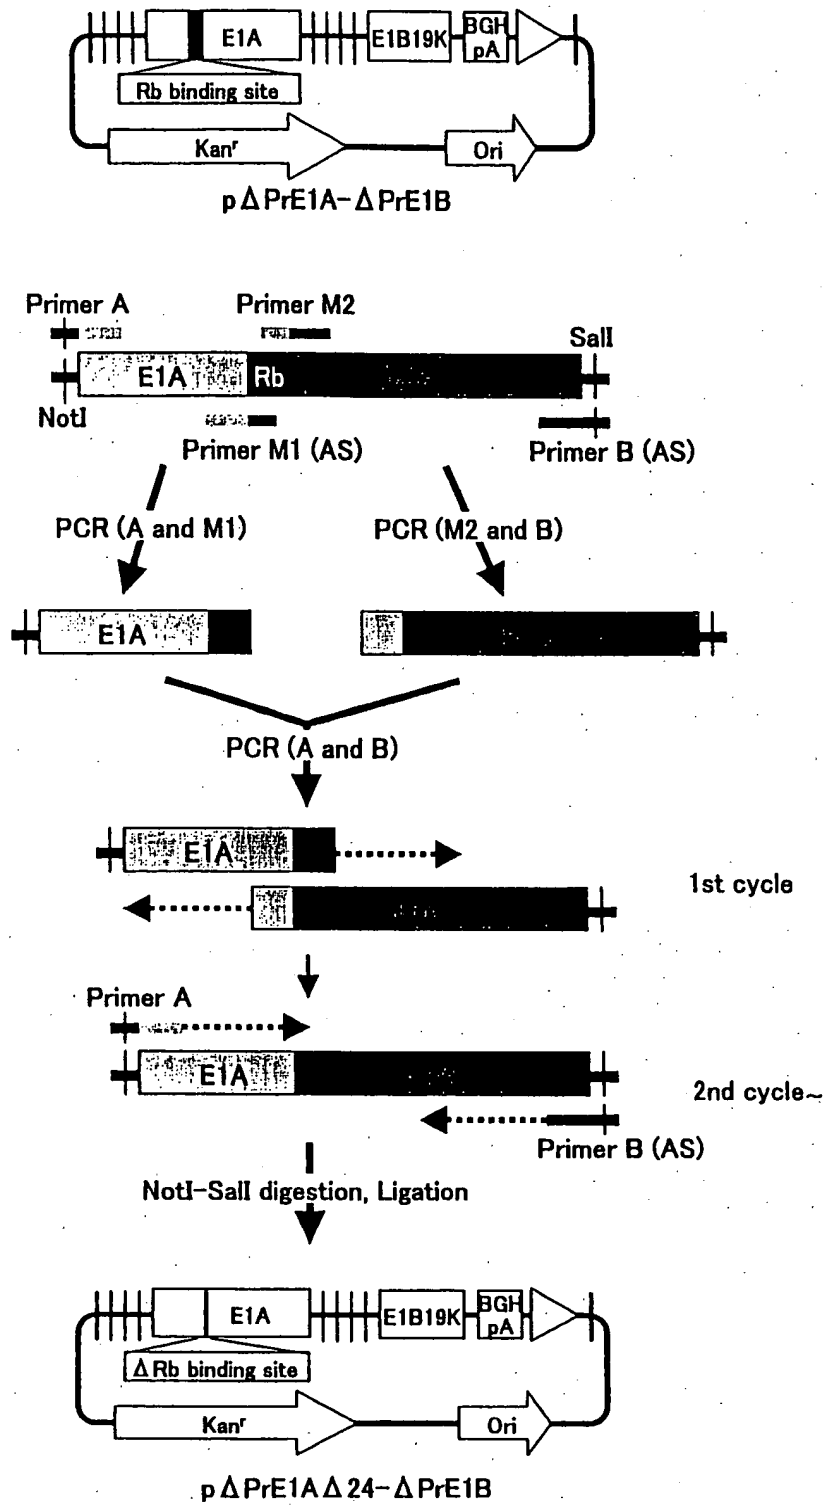 E1A E1B19K BGH pA
Rb binding site
Kanʳ Ori
pΔPrE1A-ΔPrE1B
Primer A Primer M2
SalI
E1A Rb
NotI
Primer M1 (AS) Primer B (AS)
PCR (A and M1) PCR (M2 and B)
E1A
PCR (A and B)
E1A
1st cycle
Primer A
E1A
2nd cycle~
Primer B (AS)
NotI-SalI digestion, Ligation
E1A E1B19K BGH pA
ΔRb binding site
Kanʳ Ori
pΔPrE1AΔ24-ΔPrE1B